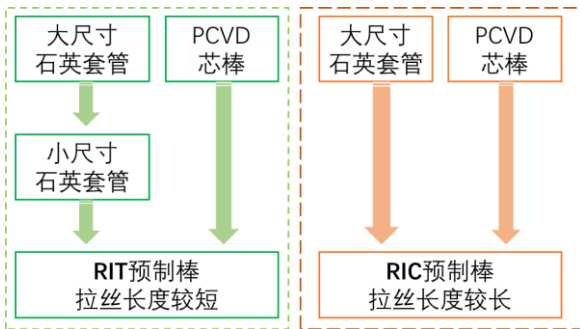 大尺寸
石英套管
PCVD
芯棒
小尺寸
石英套管
RIT预制棒
拉丝长度较短
大尺寸
石英套管
PCVD
芯棒
RIC预制棒
拉丝长度较长